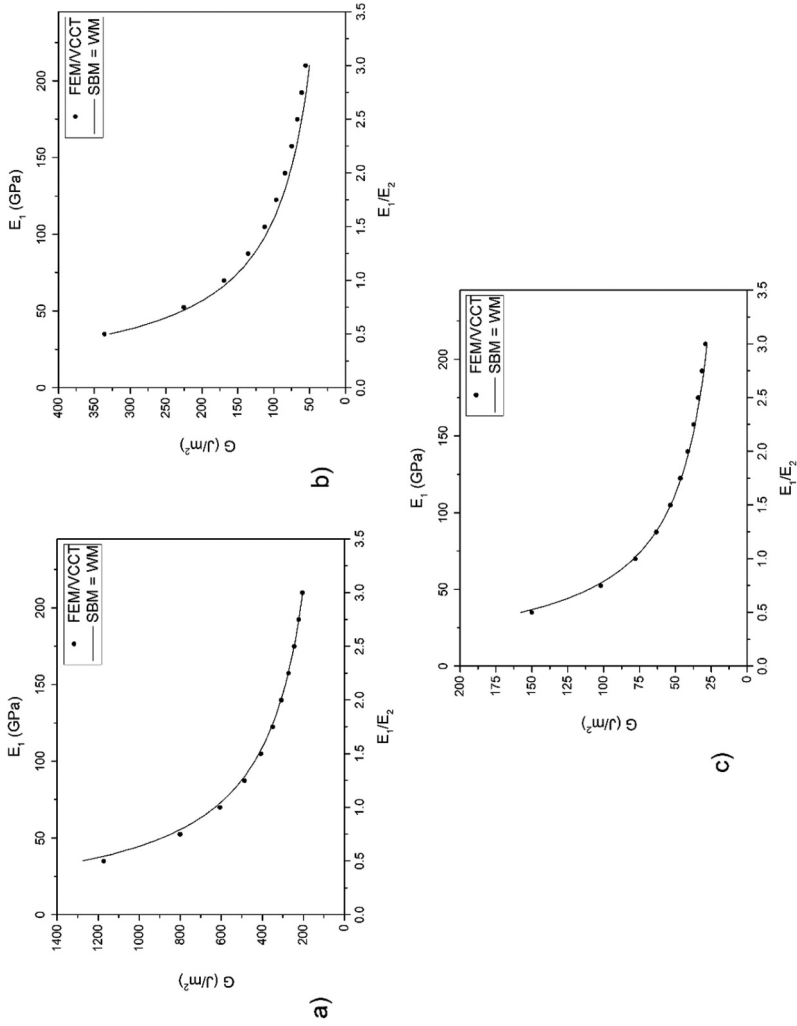 a)
E₁ (GPa)
0 50 100 150 200
FEM/VCCT
SBM = WM
G (J/m²)
1400
1200
1000
800
600
400
200
0
0.0 0.5 1.0 1.5 2.0 2.5 3.0 3.5
E₁/E₂
b)
E₁ (GPa)
0 50 100 150 200
FEM/VCCT
SBM = WM
G (J/m²)
400
350
300
250
200
150
100
50
0
0.0 0.5 1.0 1.5 2.0 2.5 3.0 3.5
E₁/E₂
c)
E₁ (GPa)
0 50 100 150 200
FEM/VCCT
SBM = WM
G (J/m²)
200
175
150
125
100
75
50
25
0
0.0 0.5 1.0 1.5 2.0 2.5 3.0 3.5
E₁/E₂